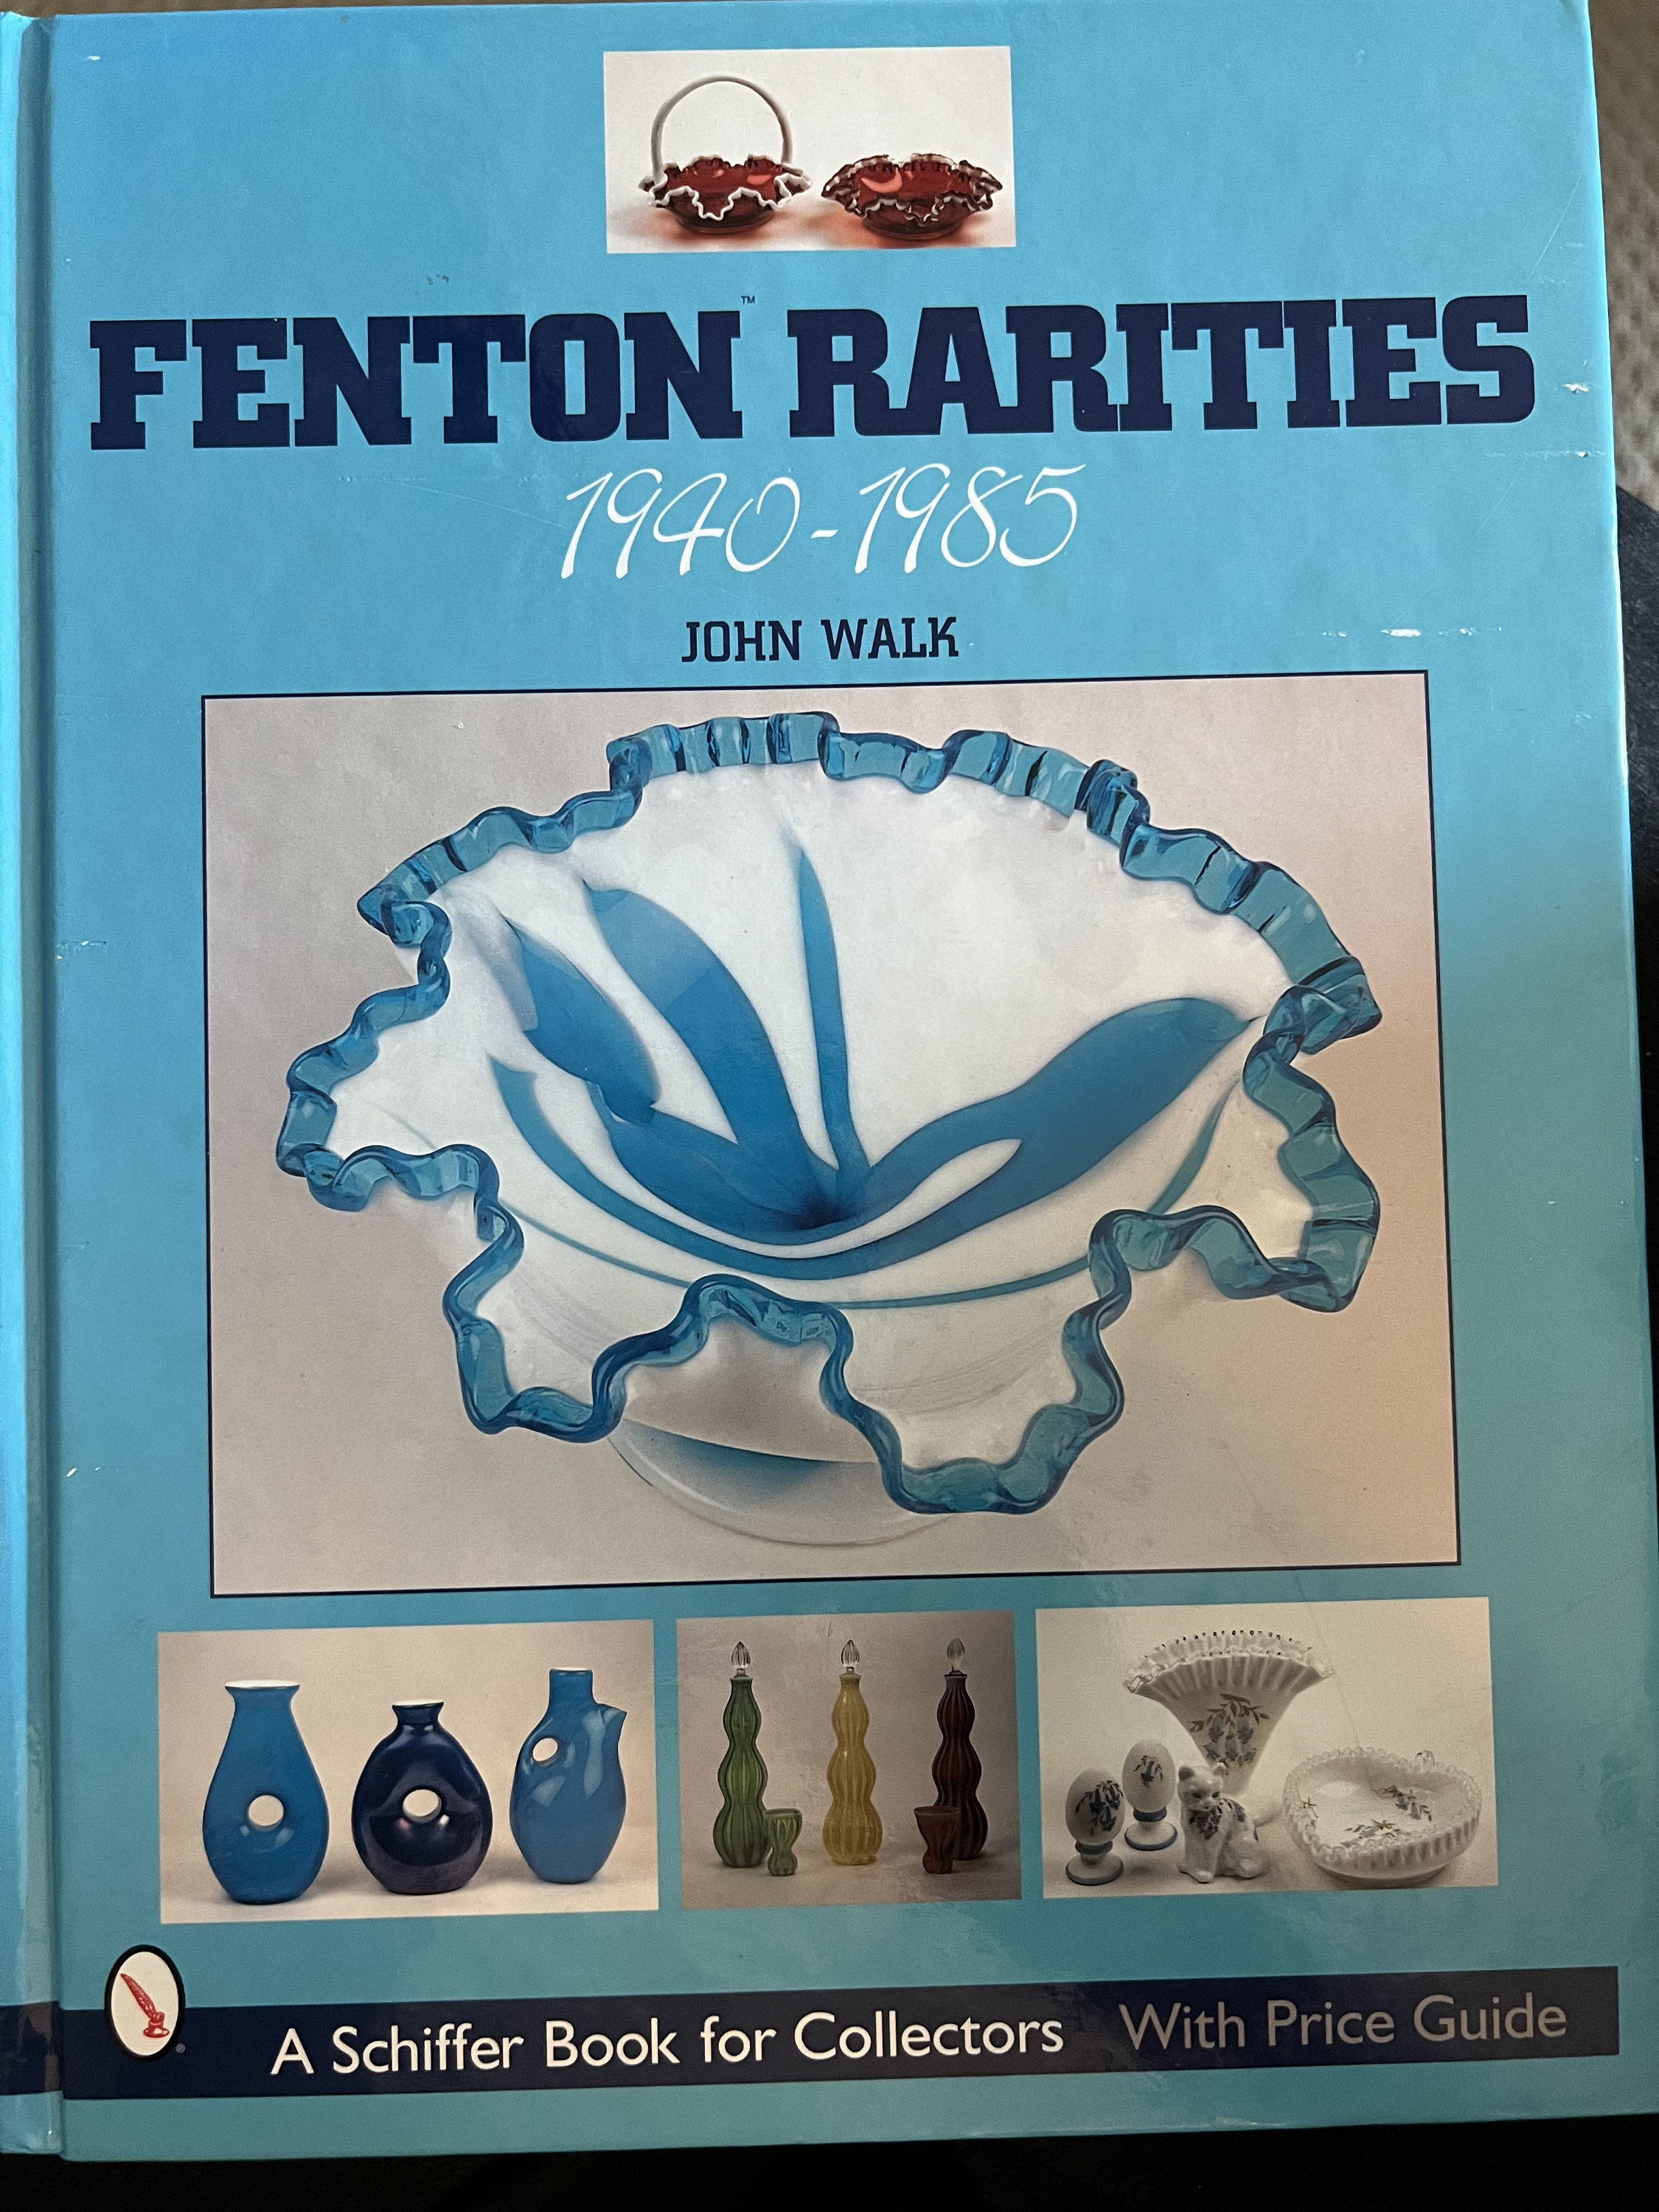 FENTON™ RARITIES
1940-1985
JOHN WALK
A Schiffer Book for Collectors With Price Guide
®